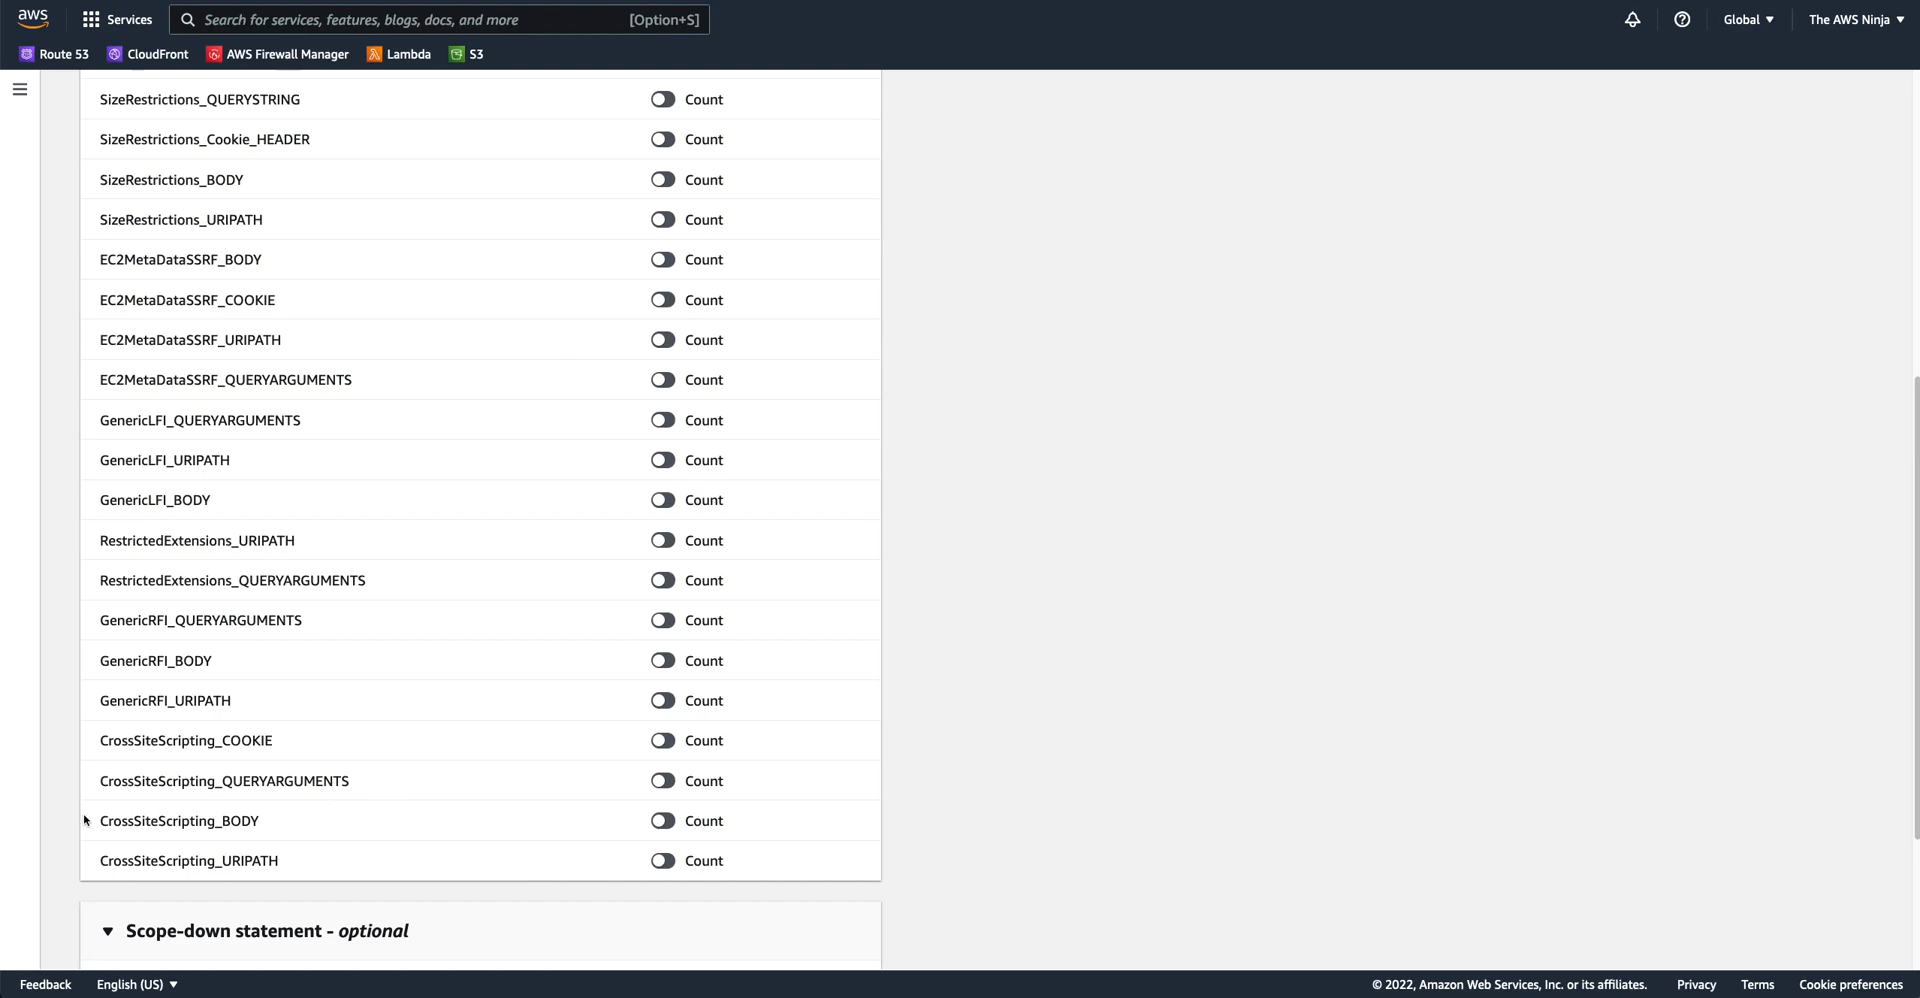 aws Services Search for services, features, blogs, docs, and more [Option+S] Global ▼ The AWS Ninja ▼
Route 53 CloudFront AWS Firewall Manager Lambda S3
SizeRestrictions_QUERYSTRING Count
SizeRestrictions_Cookie_HEADER Count
SizeRestrictions_BODY Count
SizeRestrictions_URIPATH Count
EC2MetaDataSSRF_BODY Count
EC2MetaDataSSRF_COOKIE Count
EC2MetaDataSSRF_URIPATH Count
EC2MetaDataSSRF_QUERYARGUMENTS Count
GenericLFI_QUERYARGUMENTS Count
GenericLFI_URIPATH Count
GenericLFI_BODY Count
RestrictedExtensions_URIPATH Count
RestrictedExtensions_QUERYARGUMENTS Count
GenericRFI_QUERYARGUMENTS Count
GenericRFI_BODY Count
GenericRFI_URIPATH Count
CrossSiteScripting_COOKIE Count
CrossSiteScripting_QUERYARGUMENTS Count
CrossSiteScripting_BODY Count
CrossSiteScripting_URIPATH Count
▼ Scope-down statement - optional
Feedback English (US) ▼ © 2022, Amazon Web Services, Inc. or its affiliates. Privacy Terms Cookie preferences